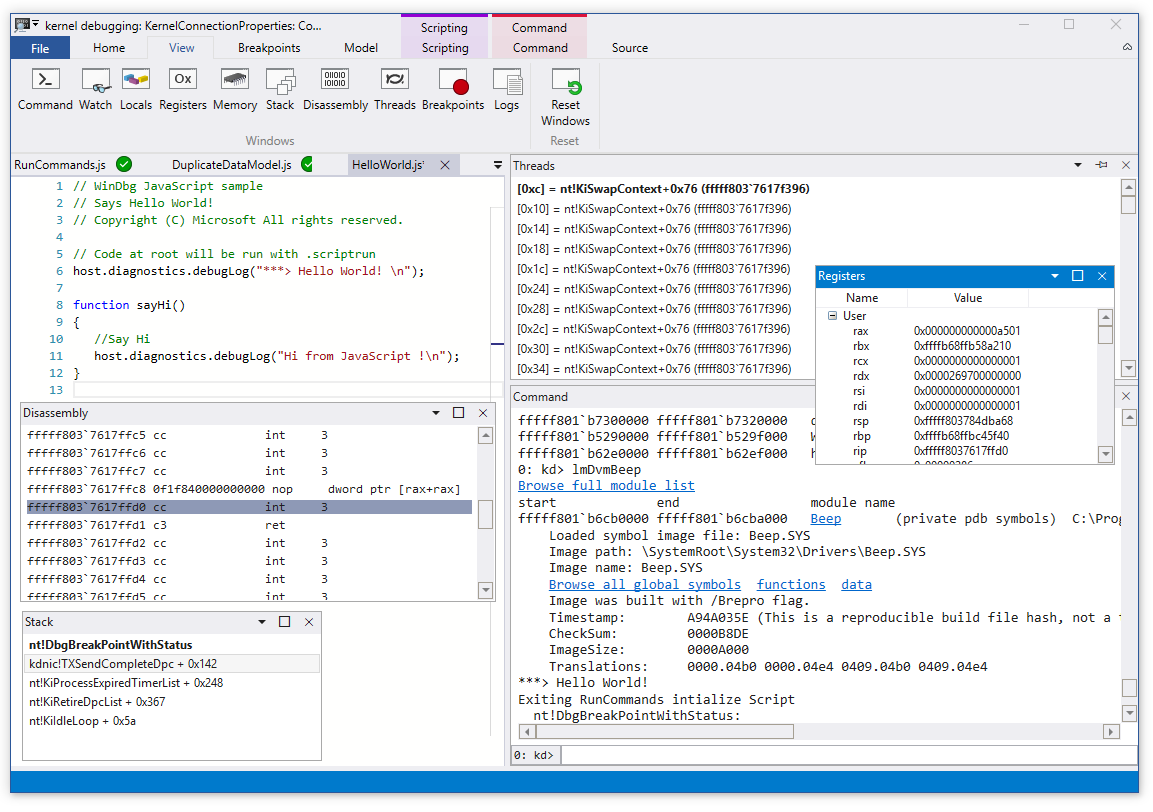 kernel debugging: KernelConnectionProperties: Co...
Scripting
Command
File
Home
View
Breakpoints
Model
Scripting
Command
Source
Command
Watch
Locals
Ox
Registers
Memory
Stack
0II0I0
I0I0I0
Disassembly
Threads
Breakpoints
Logs
Reset
Windows
Windows
Reset
RunCommands.js
DuplicateDataModel.js
HelloWorld.js*
1 // WinDbg JavaScript sample
2 // Says Hello World!
3 // Copyright (C) Microsoft All rights reserved.
4
5 // Code at root will be run with .scriptrun
6 host.diagnostics.debugLog("***> Hello World! \n");
7
8 function sayHi()
9 {
10 //Say Hi
11 host.diagnostics.debugLog("Hi from JavaScript !\n");
12 }
13
Disassembly
fffff803`7617ffc5 cc int 3
fffff803`7617ffc6 cc int 3
fffff803`7617ffc7 cc int 3
fffff803`7617ffc8 0f1f840000000000 nop dword ptr [rax+rax]
fffff803`7617ffd0 cc int 3
fffff803`7617ffd1 c3 ret
fffff803`7617ffd2 cc int 3
fffff803`7617ffd3 cc int 3
fffff803`7617ffd4 cc int 3
fffff803`7617ffd5 cc int 3
Stack
nt!DbgBreakPointWithStatus
kdnic!TXSendCompleteDpc + 0x142
nt!KiProcessExpiredTimerList + 0x248
nt!KiRetireDpcList + 0x367
nt!KiIdleLoop + 0x5a
Threads
[0xc] = nt!KiSwapContext+0x76 (fffff803`7617f396)
[0x10] = nt!KiSwapContext+0x76 (fffff803`7617f396)
[0x14] = nt!KiSwapContext+0x76 (fffff803`7617f396)
[0x18] = nt!KiSwapContext+0x76 (fffff803`7617f396)
[0x1c] = nt!KiSwapContext+0x76 (fffff803`7617f396)
[0x24] = nt!KiSwapContext+0x76 (fffff803`7617f396)
[0x28] = nt!KiSwapContext+0x76 (fffff803`7617f396)
[0x2c] = nt!KiSwapContext+0x76 (fffff803`7617f396)
[0x30] = nt!KiSwapContext+0x76 (fffff803`7617f396)
[0x34] = nt!KiSwapContext+0x76 (fffff803`7617f396)
Registers
Name Value
User
rax 0x000000000000a501
rbx 0xffffb68ffb58a210
rcx 0x0000000000000001
rdx 0x0000269700000000
rsi 0x0000000000000001
rdi 0x0000000000000001
rsp 0xfffff803784dba68
rbp 0xffffb68ffbc45f40
rip 0xfffff8037617ffd0
Command
fffff801`b7300000 fffff801`b7320000
fffff801`b5290000 fffff801`b529f000
fffff801`b62e0000 fffff801`b62ef000
0: kd> lmDvmBeep
Browse full module list
start end module name
fffff801`b6cb0000 fffff801`b6cba000 Beep (private pdb symbols) C:\Prog
Loaded symbol image file: Beep.SYS
Image path: \SystemRoot\System32\Drivers\Beep.SYS
Image name: Beep.SYS
Browse all global symbols functions data
Image was built with /Brepro flag.
Timestamp: A94A035E (This is a reproducible build file hash, not a
CheckSum: 0000B8DE
ImageSize: 0000A000
Translations: 0000.04b0 0000.04e4 0409.04b0 0409.04e4
***> Hello World!
Exiting RunCommands intialize Script
nt!DbgBreakPointWithStatus:
0: kd>